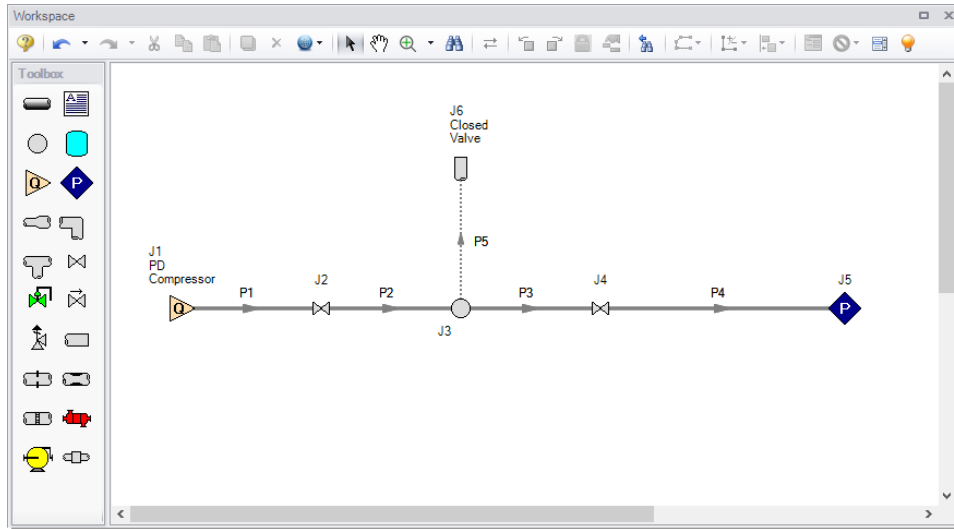 Workspace
Toolbox
A
Q
P
J6
Closed
Valve
P5
J1
PD
Compressor
J2
J4
J5
P1
P2
P3
P4
Q
P
J3